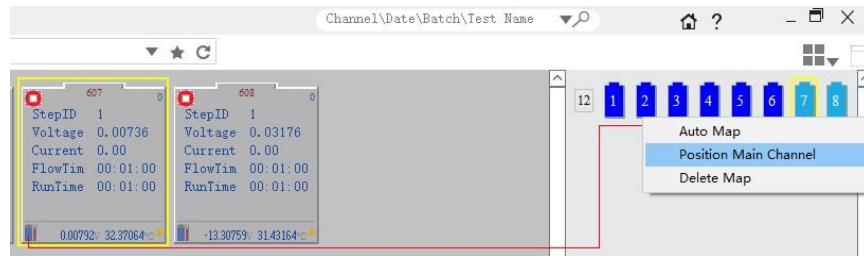 Channel\Date\Batch\Test Name
?
607 0
StepID 1
Voltage 0.00736
Current 0.00
FlowTim 00:01:00
RunTime 00:01:00
0.00792V 32.37064°C
608 0
StepID 1
Voltage 0.03176
Current 0.00
FlowTim 00:01:00
RunTime 00:01:00
-13.30759V 31.43164°C
12 1 2 3 4 5 6 7 8
Auto Map
Position Main Channel
Delete Map